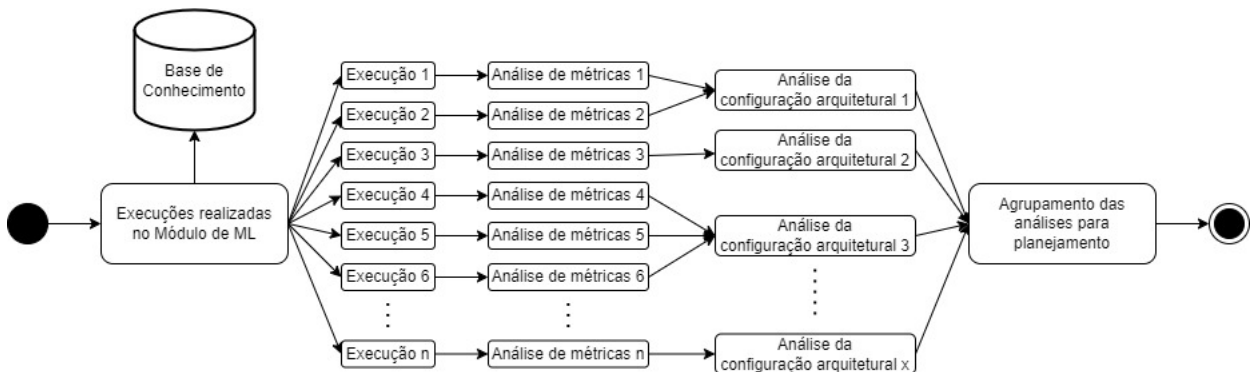 Base de
Conhecimento
Execuções realizadas
no Módulo de ML
Execução 1
Análise de métricas 1
Execução 2
Análise de métricas 2
Execução 3
Análise de métricas 3
Execução 4
Análise de métricas 4
Execução 5
Análise de métricas 5
Execução 6
Análise de métricas 6
Execução n
Análise de métricas n
Análise da
configuração arquitetural 1
Análise da
configuração arquitetural 2
Análise da
configuração arquitetural 3
Análise da
configuração arquitetural x
Agrupamento das
análises para
planejamento